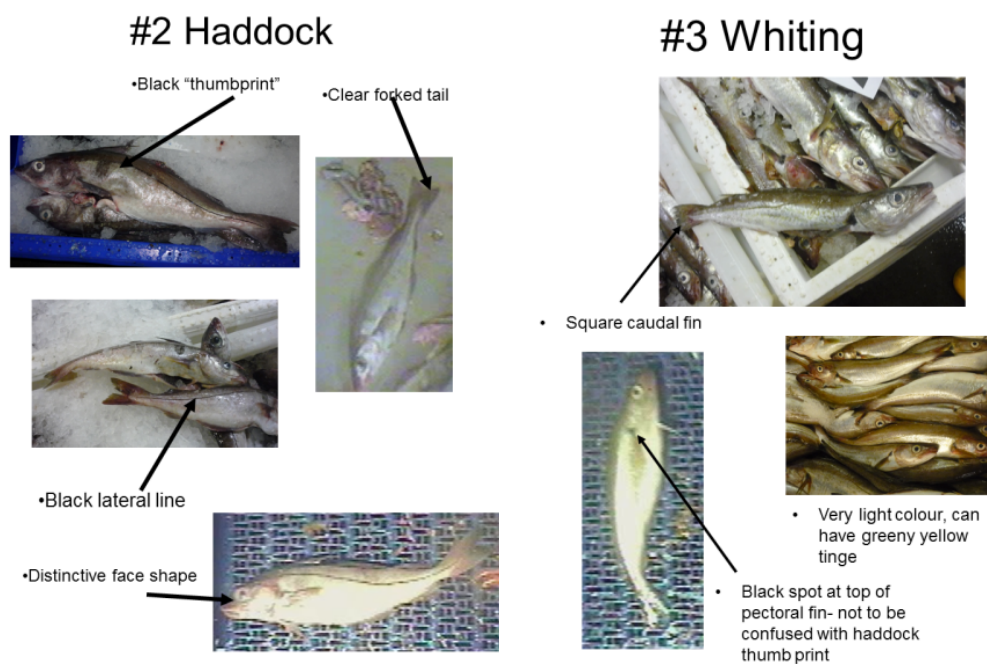 #2 Haddock
•Black “thumbprint”
•Clear forked tail
•Black lateral line
•Distinctive face shape
#3 Whiting
• Square caudal fin
• Very light colour, can
have greeny yellow
tinge
• Black spot at top of
pectoral fin- not to be
confused with haddock
thumb print